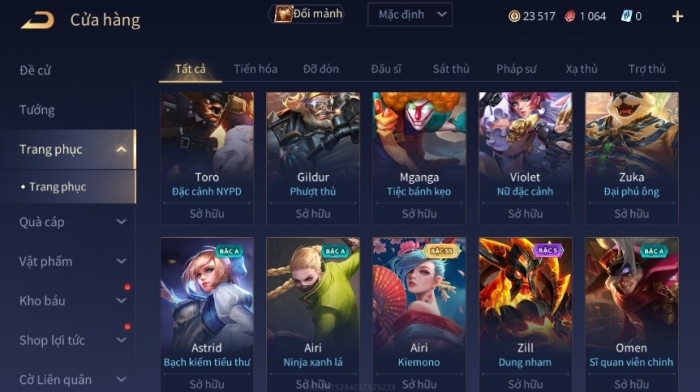 Cửa hàng
Đổi mảnh
Mặc định
23 517
1 064
0
Đề cử
Tướng
Trang phục
Trang phục
Quà cáp
Vật phẩm
Kho báu
Shop lợi tức
Cờ Liên quân
Tất cả
Tiến hóa
Đỡ đòn
Đấu sĩ
Sát thủ
Pháp sư
Xạ thủ
Trợ thủ
Toro
Đặc cảnh NYPD
Sở hữu
Gildur
Phượt thủ
Sở hữu
Mganga
Tiệc bánh kẹo
Sở hữu
Violet
Nữ đặc cảnh
Sở hữu
Zuka
Đại phú ông
Sở hữu
BẬC A
Astrid
Bạch kiếm tiểu thư
Sở hữu
BẬC A
Airi
Ninja xanh lá
Sở hữu
BẬC SS
Airi
Kiemono
Sở hữu
BẬC S
Zill
Dung nham
Sở hữu
BẬC A
Omen
Sĩ quan viễn chinh
Sở hữu